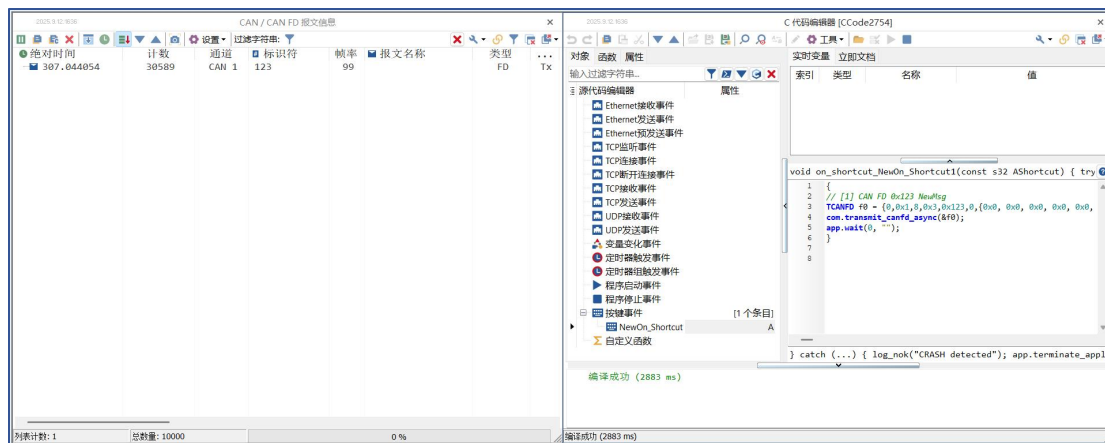 2025.9.12.1636
CAN / CAN FD 报文信息
设置
过滤字符串:
绝对时间 计数 通道 标识符 帧率 报文名称 类型 ...
307.044054 30589 CAN 1 123 99 FD Tx
列表计数: 1 总数量: 10000 0 %
2025.9.12.1636
C 代码编辑器 [CCode2754]
工具
对象 函数 属性
输入过滤字符串...
源代码编辑器 属性
Ethernet接收事件
Ethernet发送事件
Ethernet预发送事件
TCP监听事件
TCP连接事件
TCP断开连接事件
TCP接收事件
TCP发送事件
UDP接收事件
UDP发送事件
变量变化事件
定时器触发事件
定时器组触发事件
程序启动事件
程序停止事件
按键事件 [1 个条目]
NewOn_Shortcut A
自定义函数
实时变量 立即文档
索引 类型 名称 值
void on_shortcut_NewOn_Shortcut1(const s32 AShortcut) { try
1 {
2 // [1] CAN FD 0x123 NewMsg
3 TCANFD f0 = {0,0x1,8,0x3,0x123,0,{0x0, 0x0, 0x0, 0x0, 0x0,
4 com.transmit_canfd_async(&f0);
5 app.wait(0, "");
6 }
7
8
} catch (...) { log_nok("CRASH detected"); app.terminate_appl
编译成功 (2883 ms)
编译成功 (2883 ms)